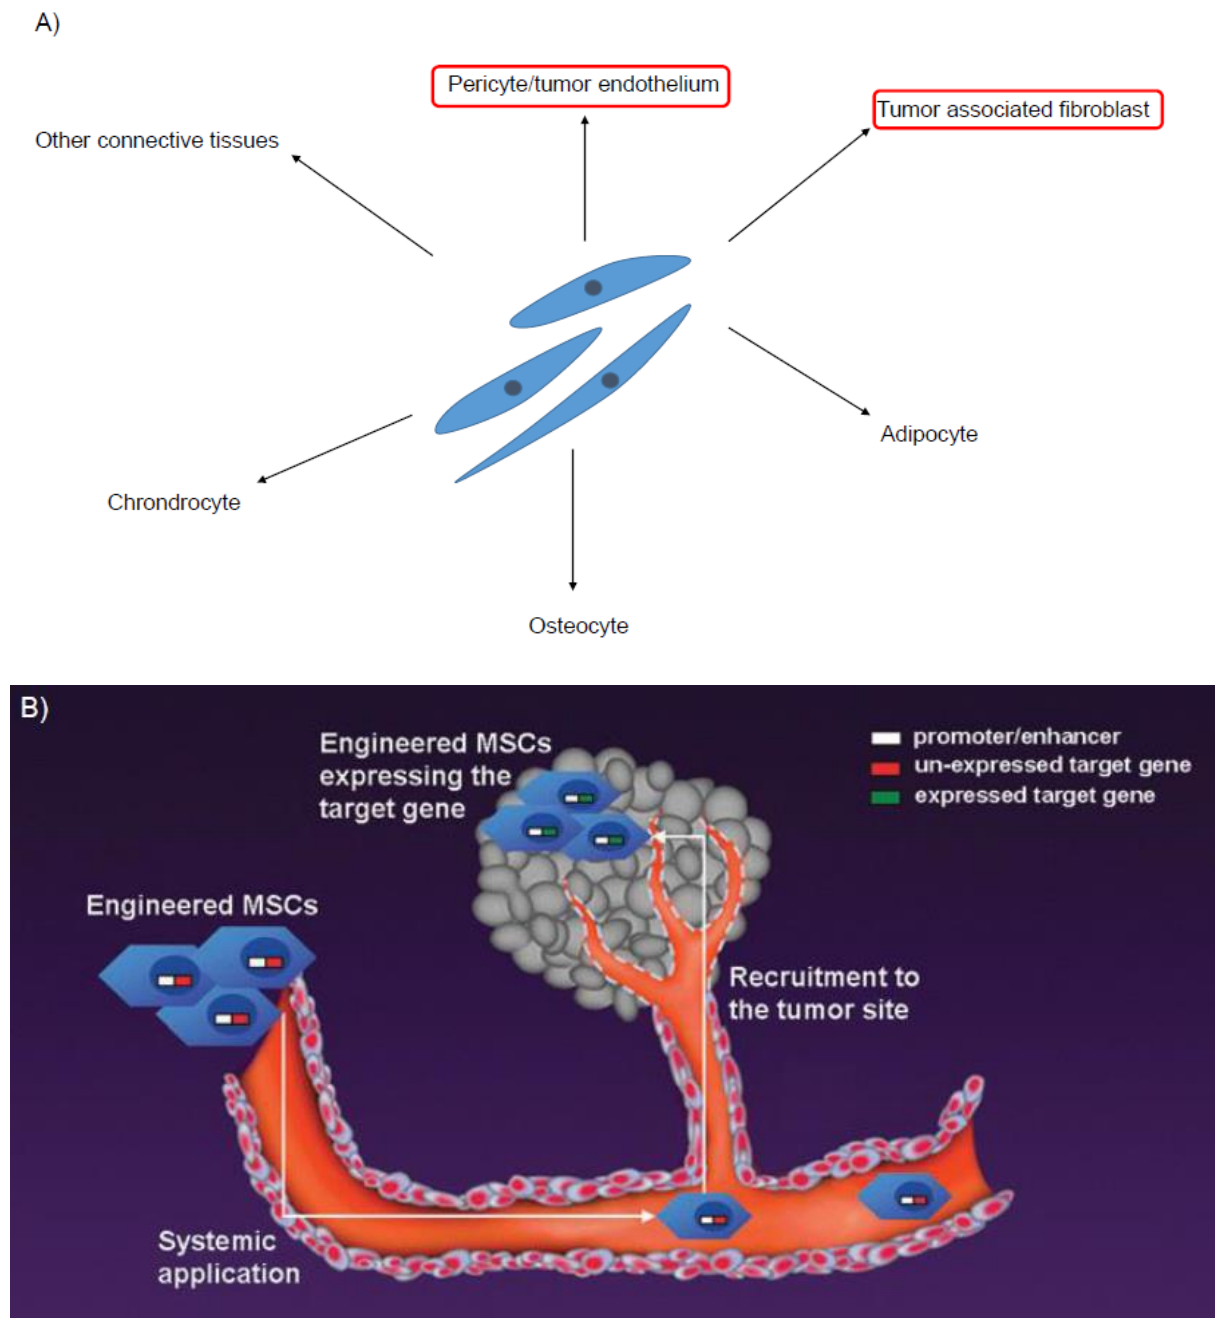 A)
Pericyte/tumor endothelium
Tumor associated fibroblast
Other connective tissues
Adipocyte
Chrondrocyte
Osteocyte
B)
Engineered MSCs
expressing the
target gene
promoter/enhancer
un-expressed target gene
expressed target gene
Engineered MSCs
Recruitment to
the tumor site
Systemic
application